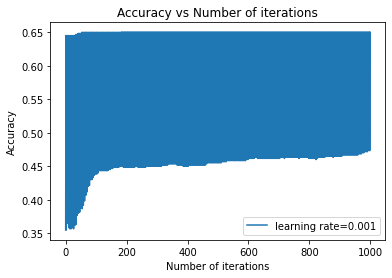 Accuracy vs Number of iterations
0.65
0.60
0.55
0.50
0.45
0.40
0.35
Accuracy
learning rate=0.001
0 200 400 600 800 1000
Number of iterations